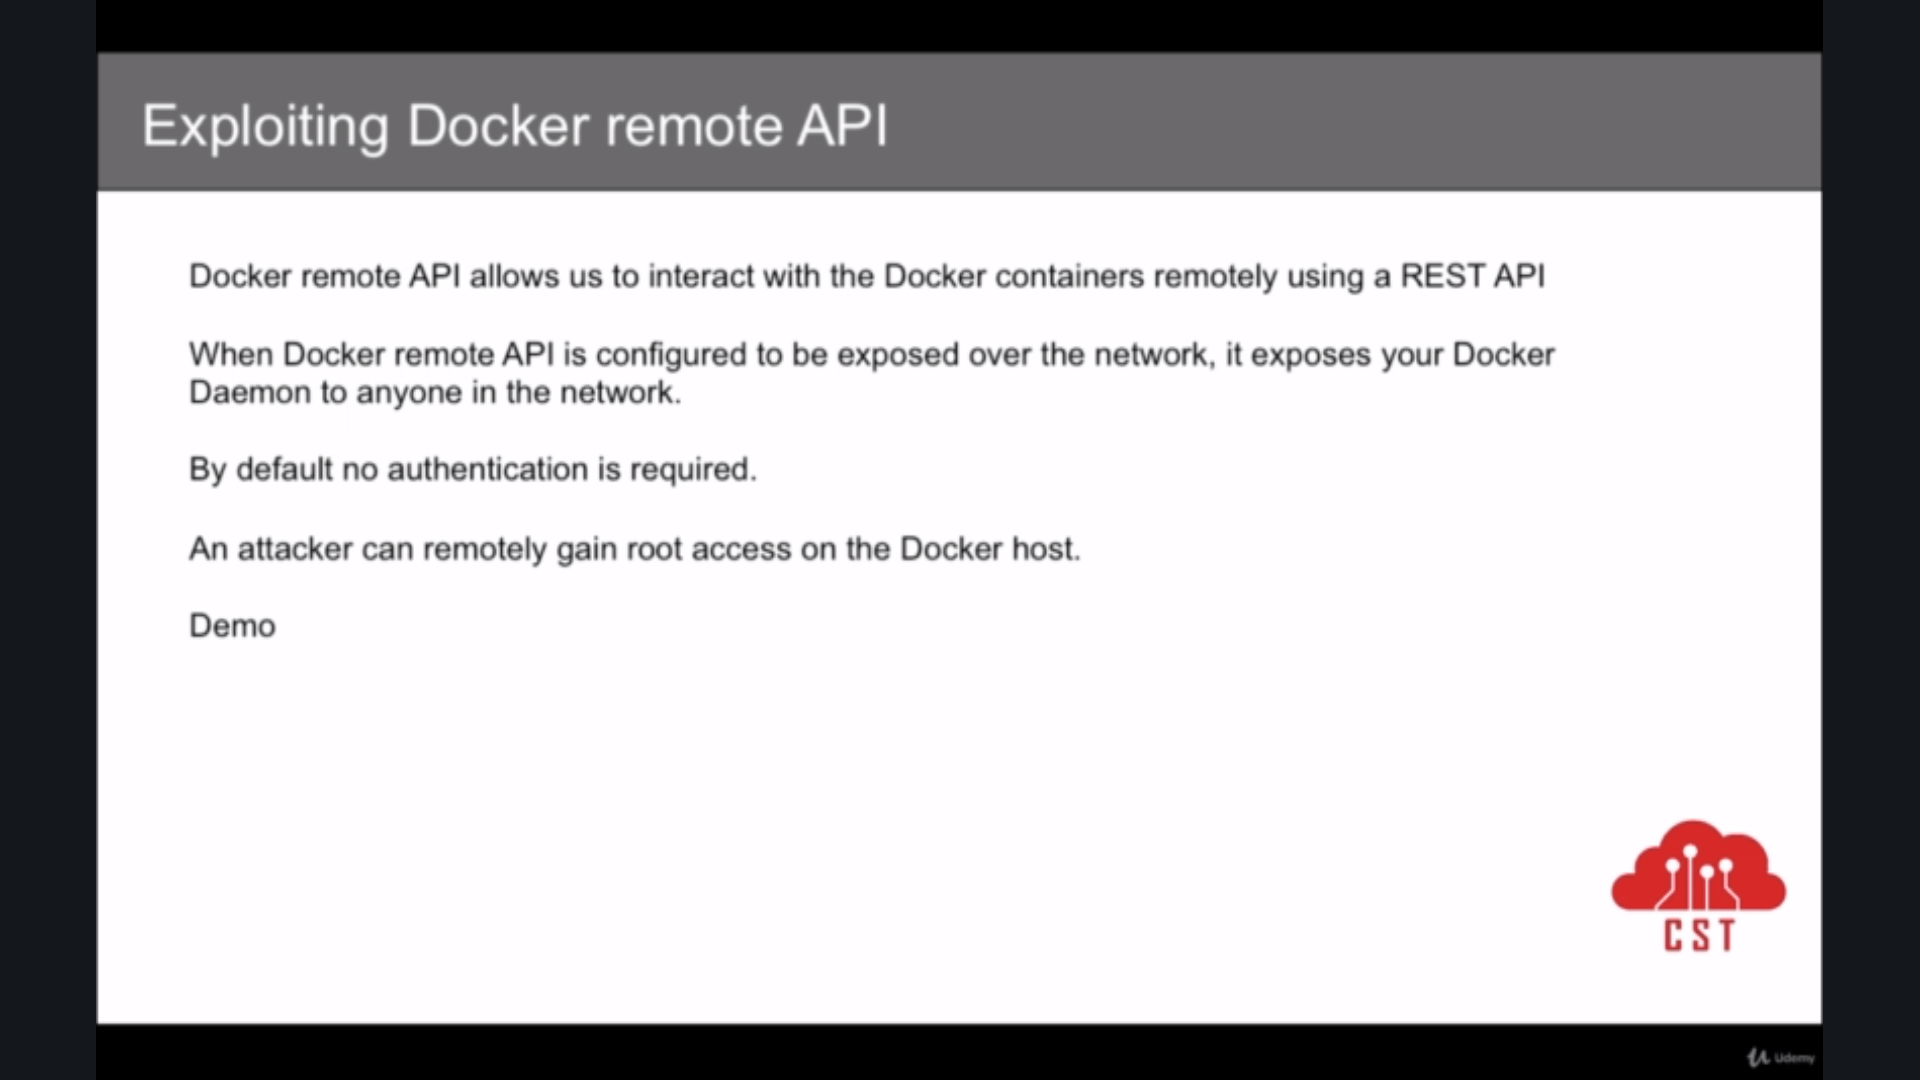 Exploiting Docker remote API
Docker remote API allows us to interact with the Docker containers remotely using a REST API
When Docker remote API is configured to be exposed over the network, it exposes your Docker
Daemon to anyone in the network.
By default no authentication is required.
An attacker can remotely gain root access on the Docker host.
Demo
CST
Udemy